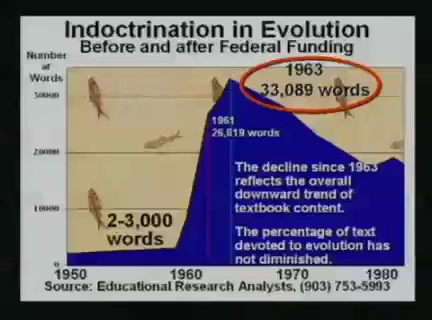 Indoctrination in Evolution
Before and after Federal Funding
Number
of
Words
1963
33,089 words
30000
1961
26,819 words
20000
The decline since 1963
reflects the overall
downward trend of
textbook content.
10000
2-3,000
words
The percentage of text
devoted to evolution has
not diminished.
0
1950
1960
1970
1980
Source: Educational Research Analysts, (903) 753-5993